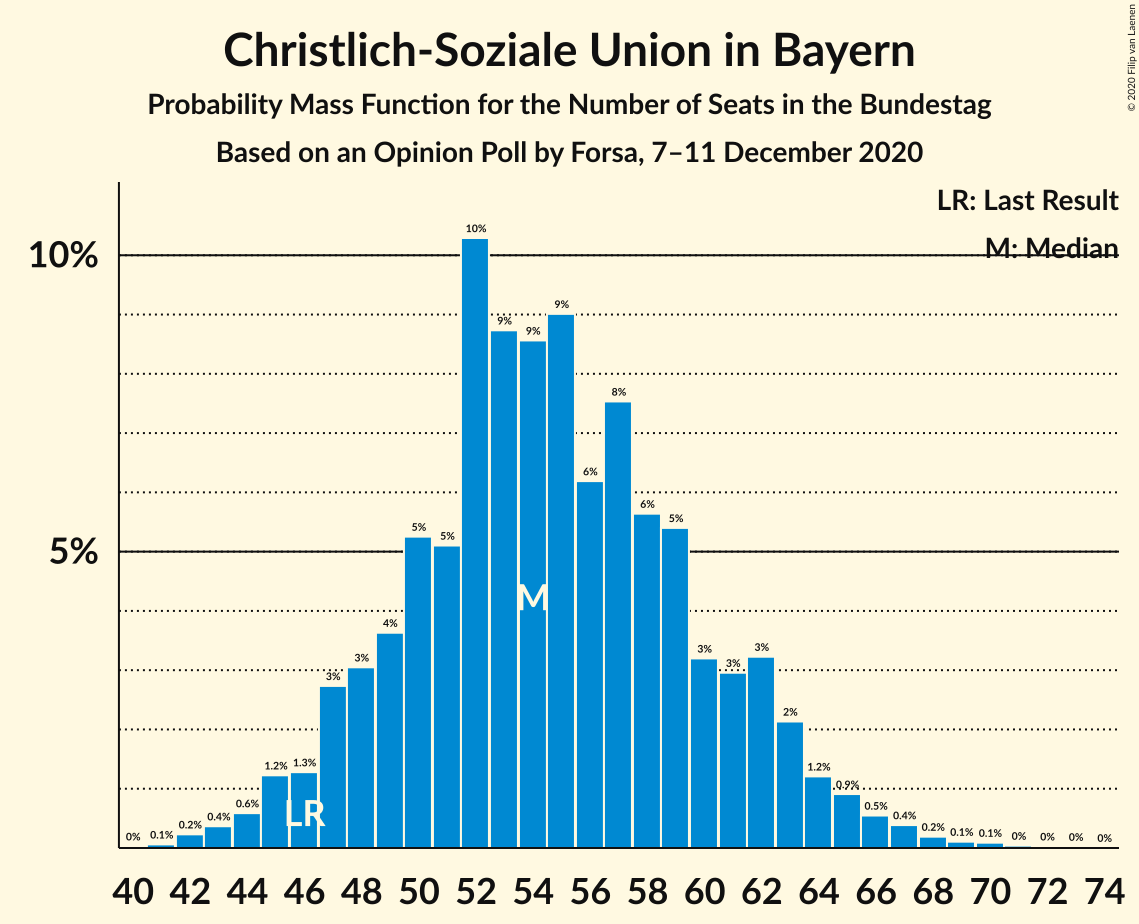 Christlich-Soziale Union in Bayern
Probability Mass Function for the Number of Seats in the Bundestag
Based on an Opinion Poll by Forsa, 7–11 December 2020
© 2020 Filip van Laenen
LR: Last Result
M: Median
10%
5%
0% 0.1% 0.2% 0.4% 0.6% 1.2% 1.3% 3% 3% 4% 5% 5% 10% 9% 9% 9% 6% 8% 6% 5% 3% 3% 3% 2% 1.2% 0.9% 0.5% 0.4% 0.2% 0.1% 0.1% 0% 0% 0% 0%
M
LR
40 42 44 46 48 50 52 54 56 58 60 62 64 66 68 70 72 74